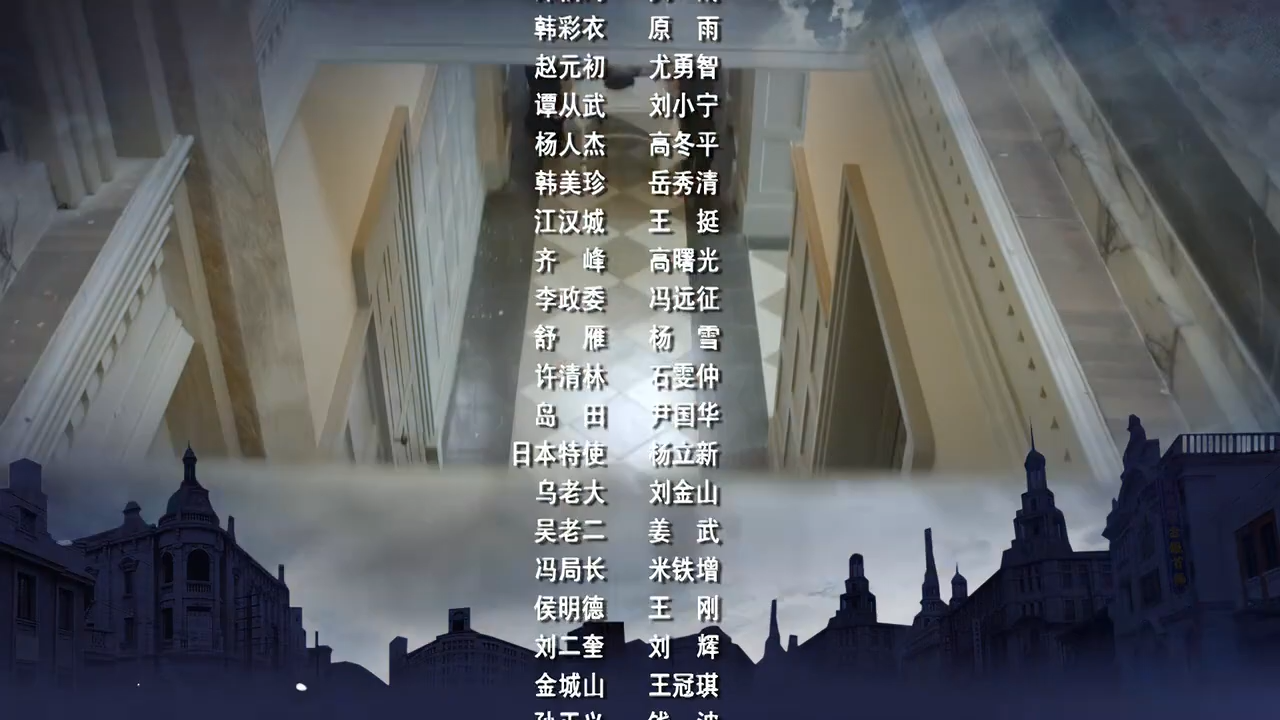 韩彩衣 原 雨
赵元初 尤勇智
谭从武 刘小宁
杨人杰 高冬平
韩美珍 岳秀清
江汉城 王 挺
齐 峰 高曙光
李政委 冯远征
舒 雁 杨 雪
许清林 石雯仲
岛 田 尹国华
日本特使 杨立新
乌老大 刘金山
吴老二 姜 武
冯局长 米铁增
侯明德 王 刚
刘二奎 刘 辉
金城山 王冠琪